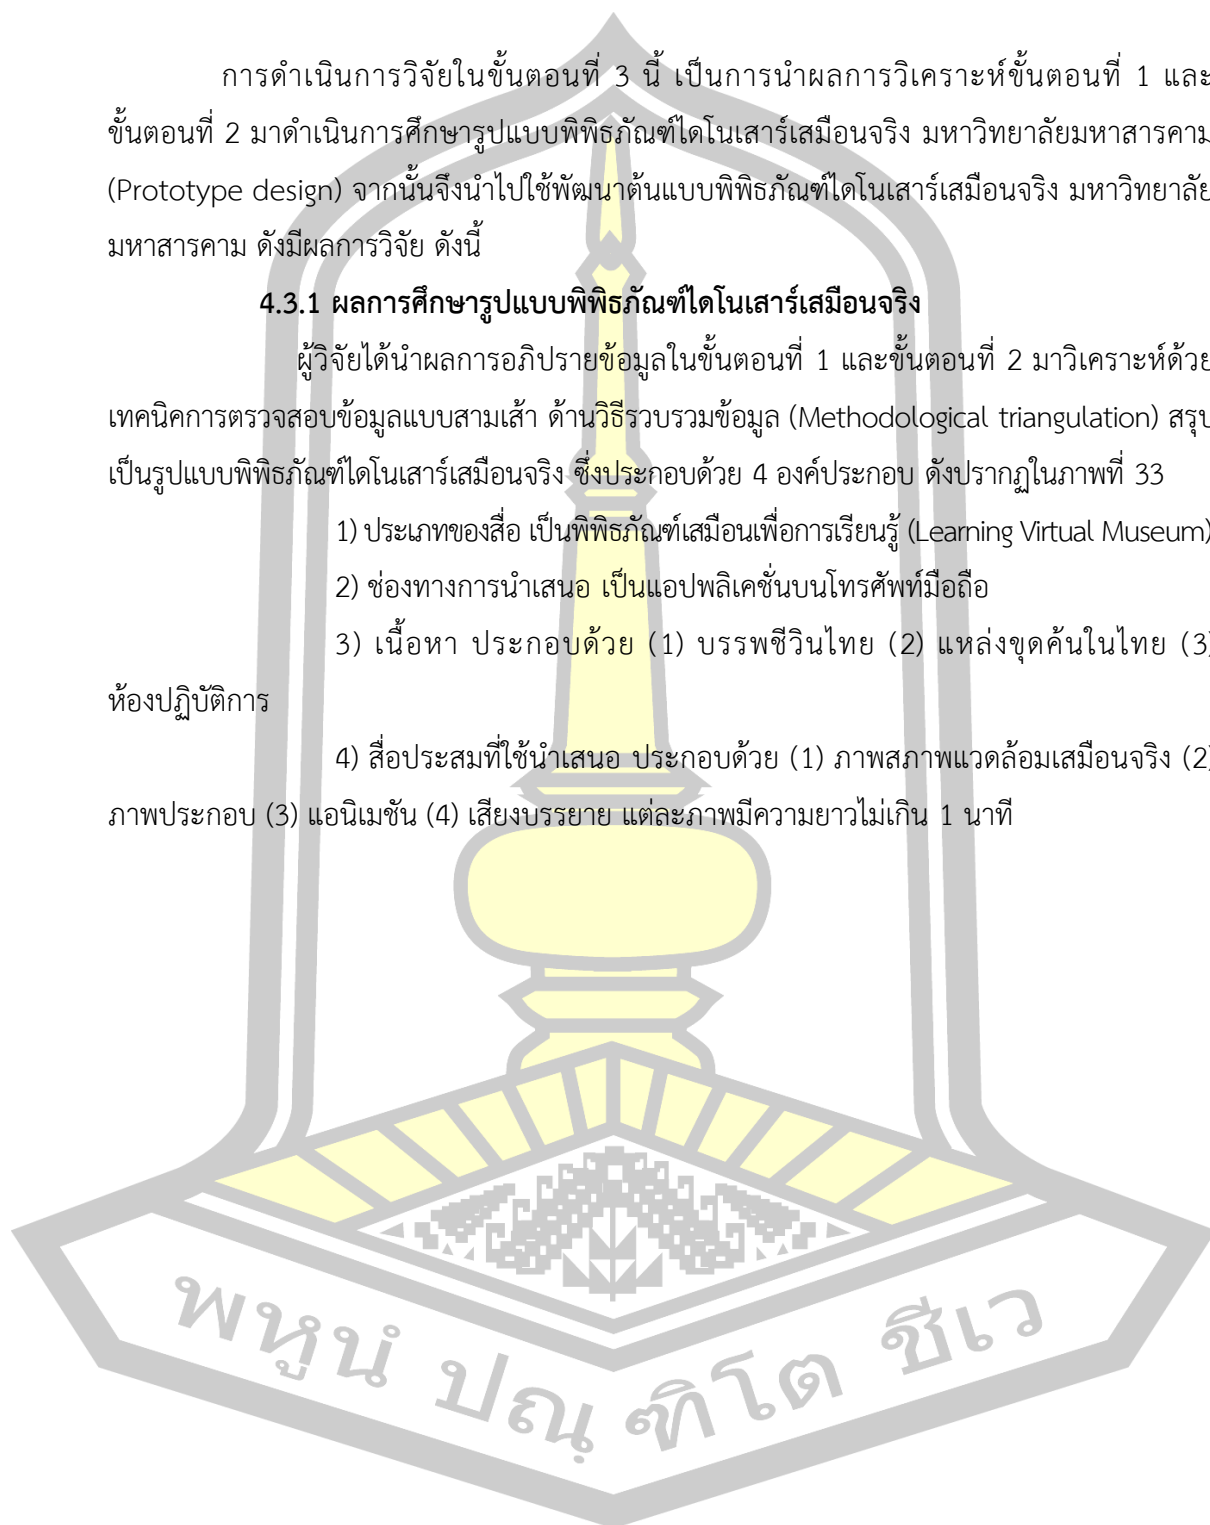 การดำเนินการวิจัยในขั้นตอนที่ 3 นี้ เป็นการนำผลการวิเคราะห์ขั้นตอนที่ 1 และ
ขั้นตอนที่ 2 มาดำเนินการศึกษารูปแบบพิพิธภัณฑ์ไดโนเสาร์เสมือนจริง มหาวิทยาลัยมหาสารคาม
(Prototype design) จากนั้นจึงนำไปใช้พัฒนาต้นแบบพิพิธภัณฑ์ไดโนเสาร์เสมือนจริง มหาวิทยาลัย
มหาสารคาม ดังมีผลการวิจัย ดังนี้
4.3.1 ผลการศึกษารูปแบบพิพิธภัณฑ์ไดโนเสาร์เสมือนจริง
ผู้วิจัยได้นำผลการอภิปรายข้อมูลในขั้นตอนที่ 1 และขั้นตอนที่ 2 มาวิเคราะห์ด้วย
เทคนิคการตรวจสอบข้อมูลแบบสามเส้า ด้านวิธีรวบรวมข้อมูล (Methodological triangulation) สรุป
เป็นรูปแบบพิพิธภัณฑ์ไดโนเสาร์เสมือนจริง ซึ่งประกอบด้วย 4 องค์ประกอบ ดังปรากฏในภาพที่ 33
1) ประเภทของสื่อ เป็นพิพิธภัณฑ์เสมือนเพื่อการเรียนรู้ (Learning Virtual Museum)
2) ช่องทางการนำเสนอ เป็นแอปพลิเคชั่นบนโทรศัพท์มือถือ
3) เนื้อหา ประกอบด้วย (1) บรรพชีวินไทย (2) แหล่งขุดค้นในไทย (3)
ห้องปฏิบัติการ
4) สื่อประสมที่ใช้นำเสนอ ประกอบด้วย (1) ภาพสภาพแวดล้อมเสมือนจริง (2)
ภาพประกอบ (3) แอนิเมชัน (4) เสียงบรรยาย แต่ละภาพมีความยาวไม่เกิน 1 นาที
พหูนํ ปณฺฑิโต ชีเว